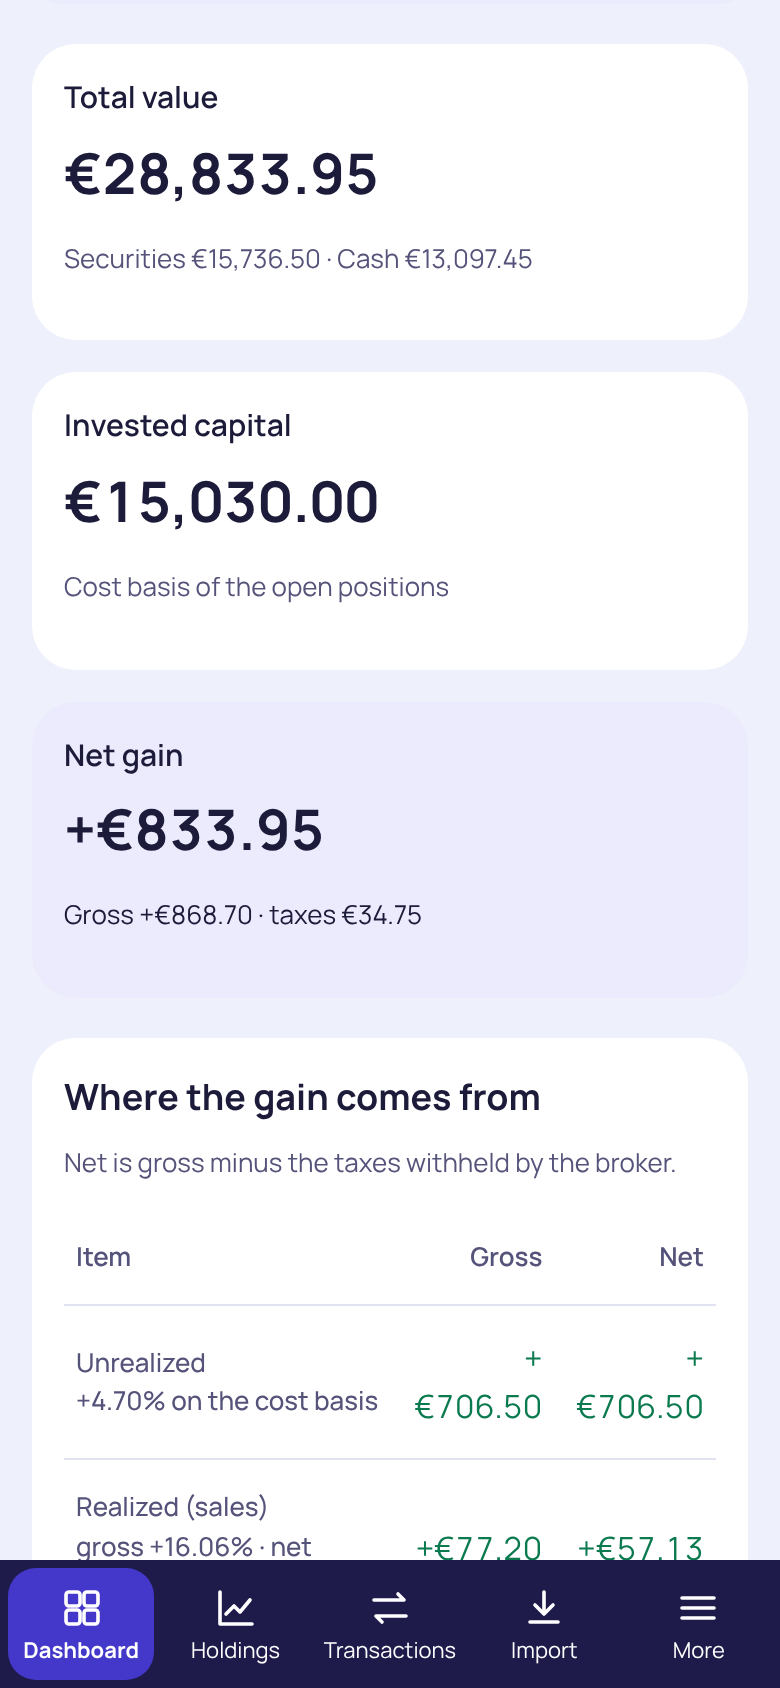 Total value
€28,833.95
Securities €15,736.50 · Cash €13,097.45
Invested capital
€15,030.00
Cost basis of the open positions
Net gain
+€833.95
Gross +€868.70 · taxes €34.75
Where the gain comes from
Net is gross minus the taxes withheld by the broker.
Item Gross Net
Unrealized + +
+4.70% on the cost basis €706.50 €706.50
Realized (sales)
gross +16.06% · net +€77.20 +€57.13
Dashboard Holdings Transactions Import More